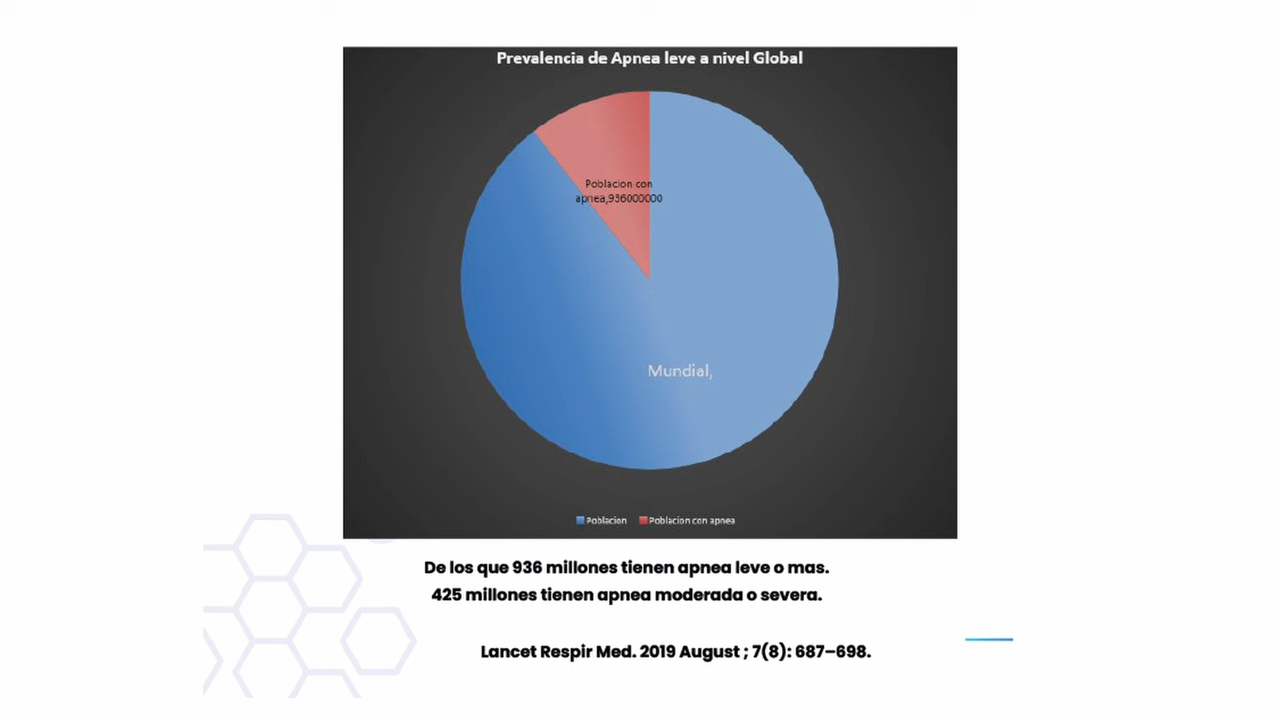 Prevalencia de Apnea leve a nivel Global
Poblacion con
apnea,936000000
Mundial,
Poblacion Poblacion con apnea
De los que 936 millones tienen apnea leve o mas.
425 millones tienen apnea moderada o severa.
Lancet Respir Med. 2019 August ; 7(8): 687–698.